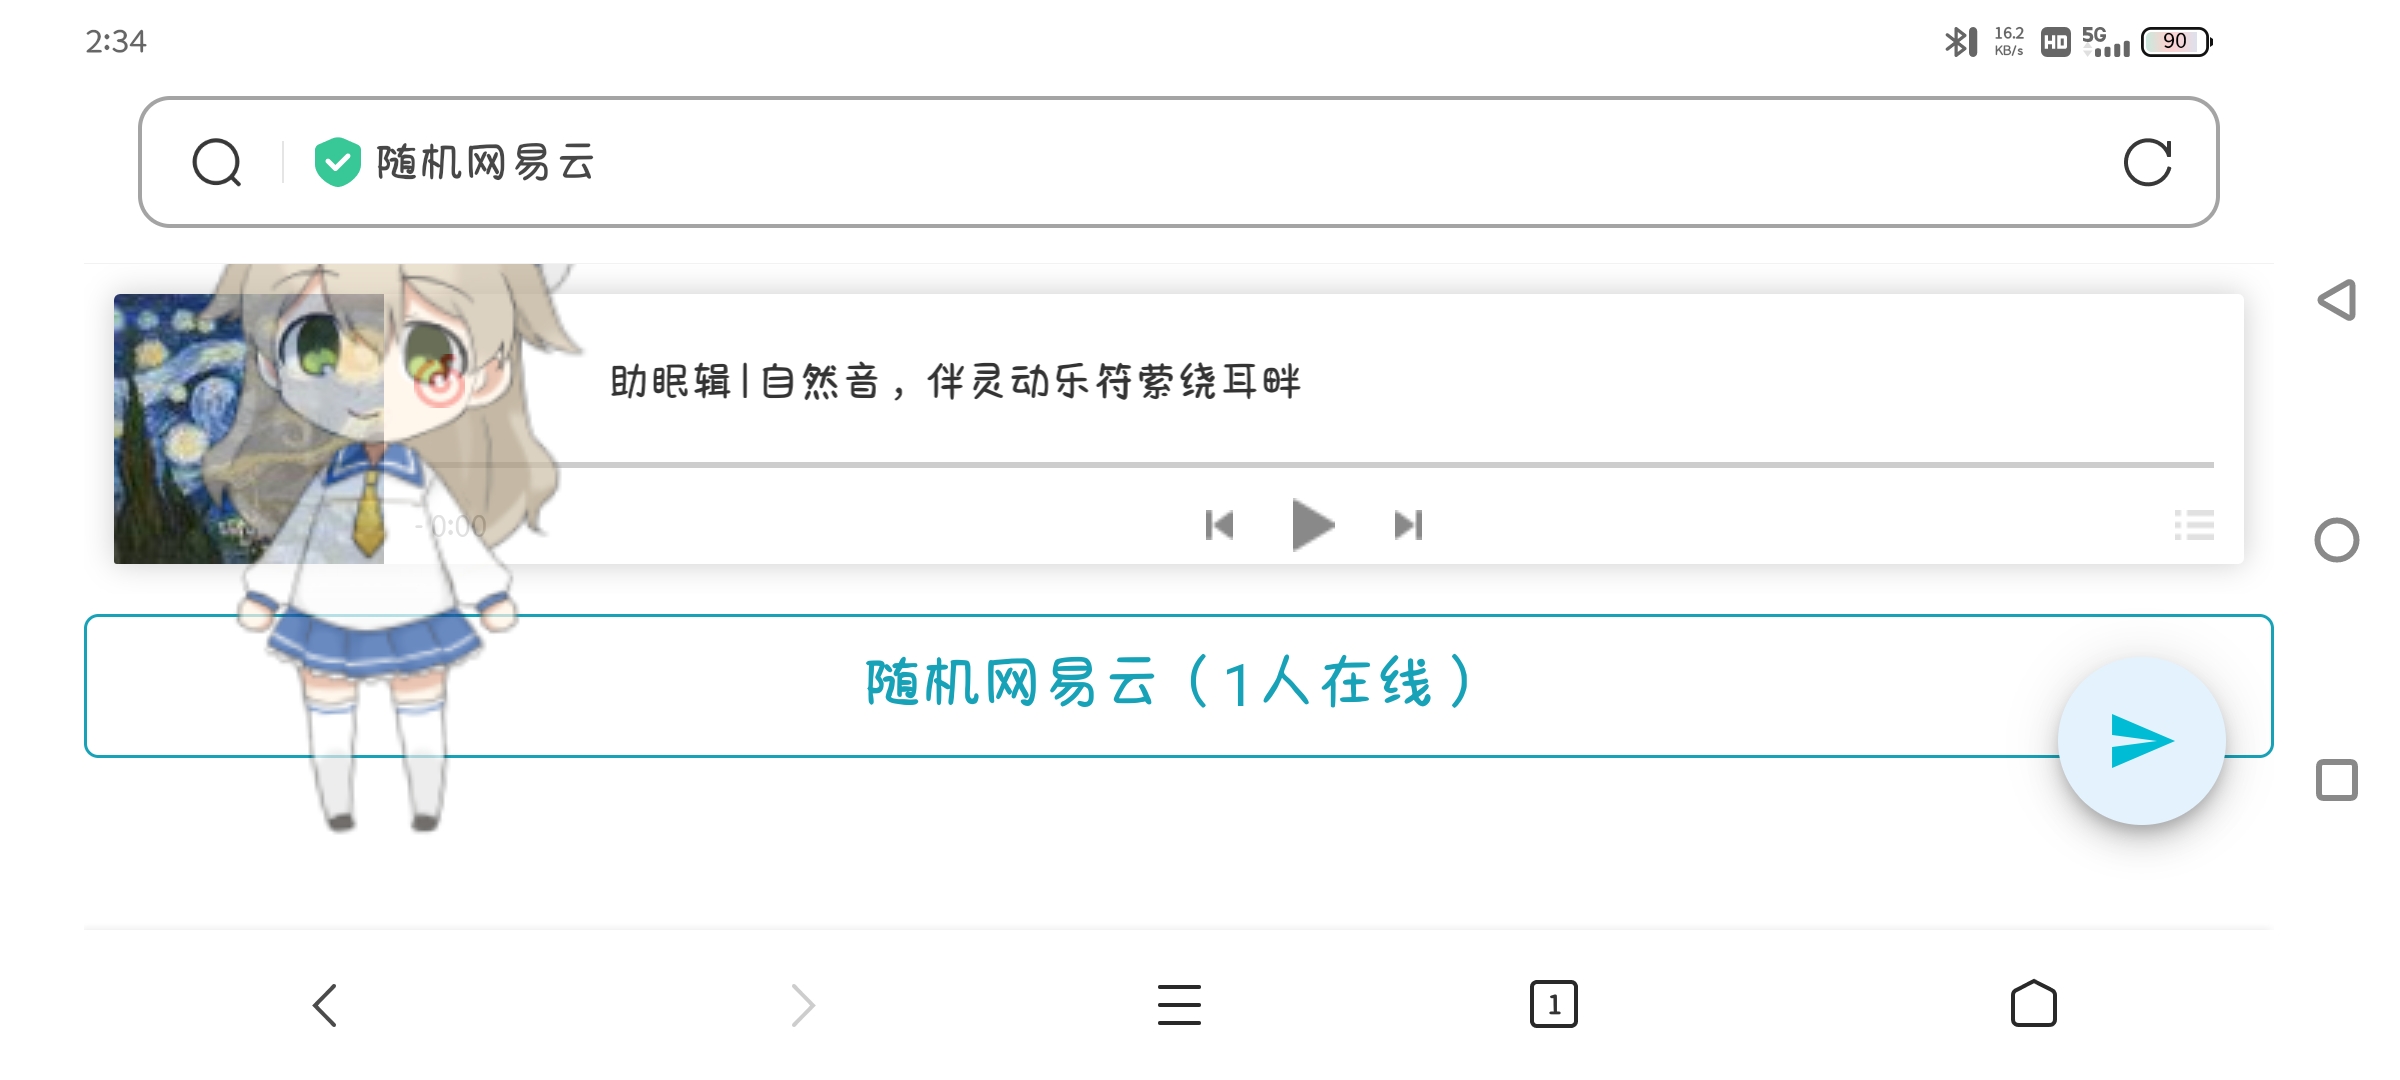 2:34
16.2
KB/s
HD
5G
90
随机网易云
助眠辑|自然音，伴灵动乐符萦绕耳畔
- 0:00
随机网易云（1人在线）
1